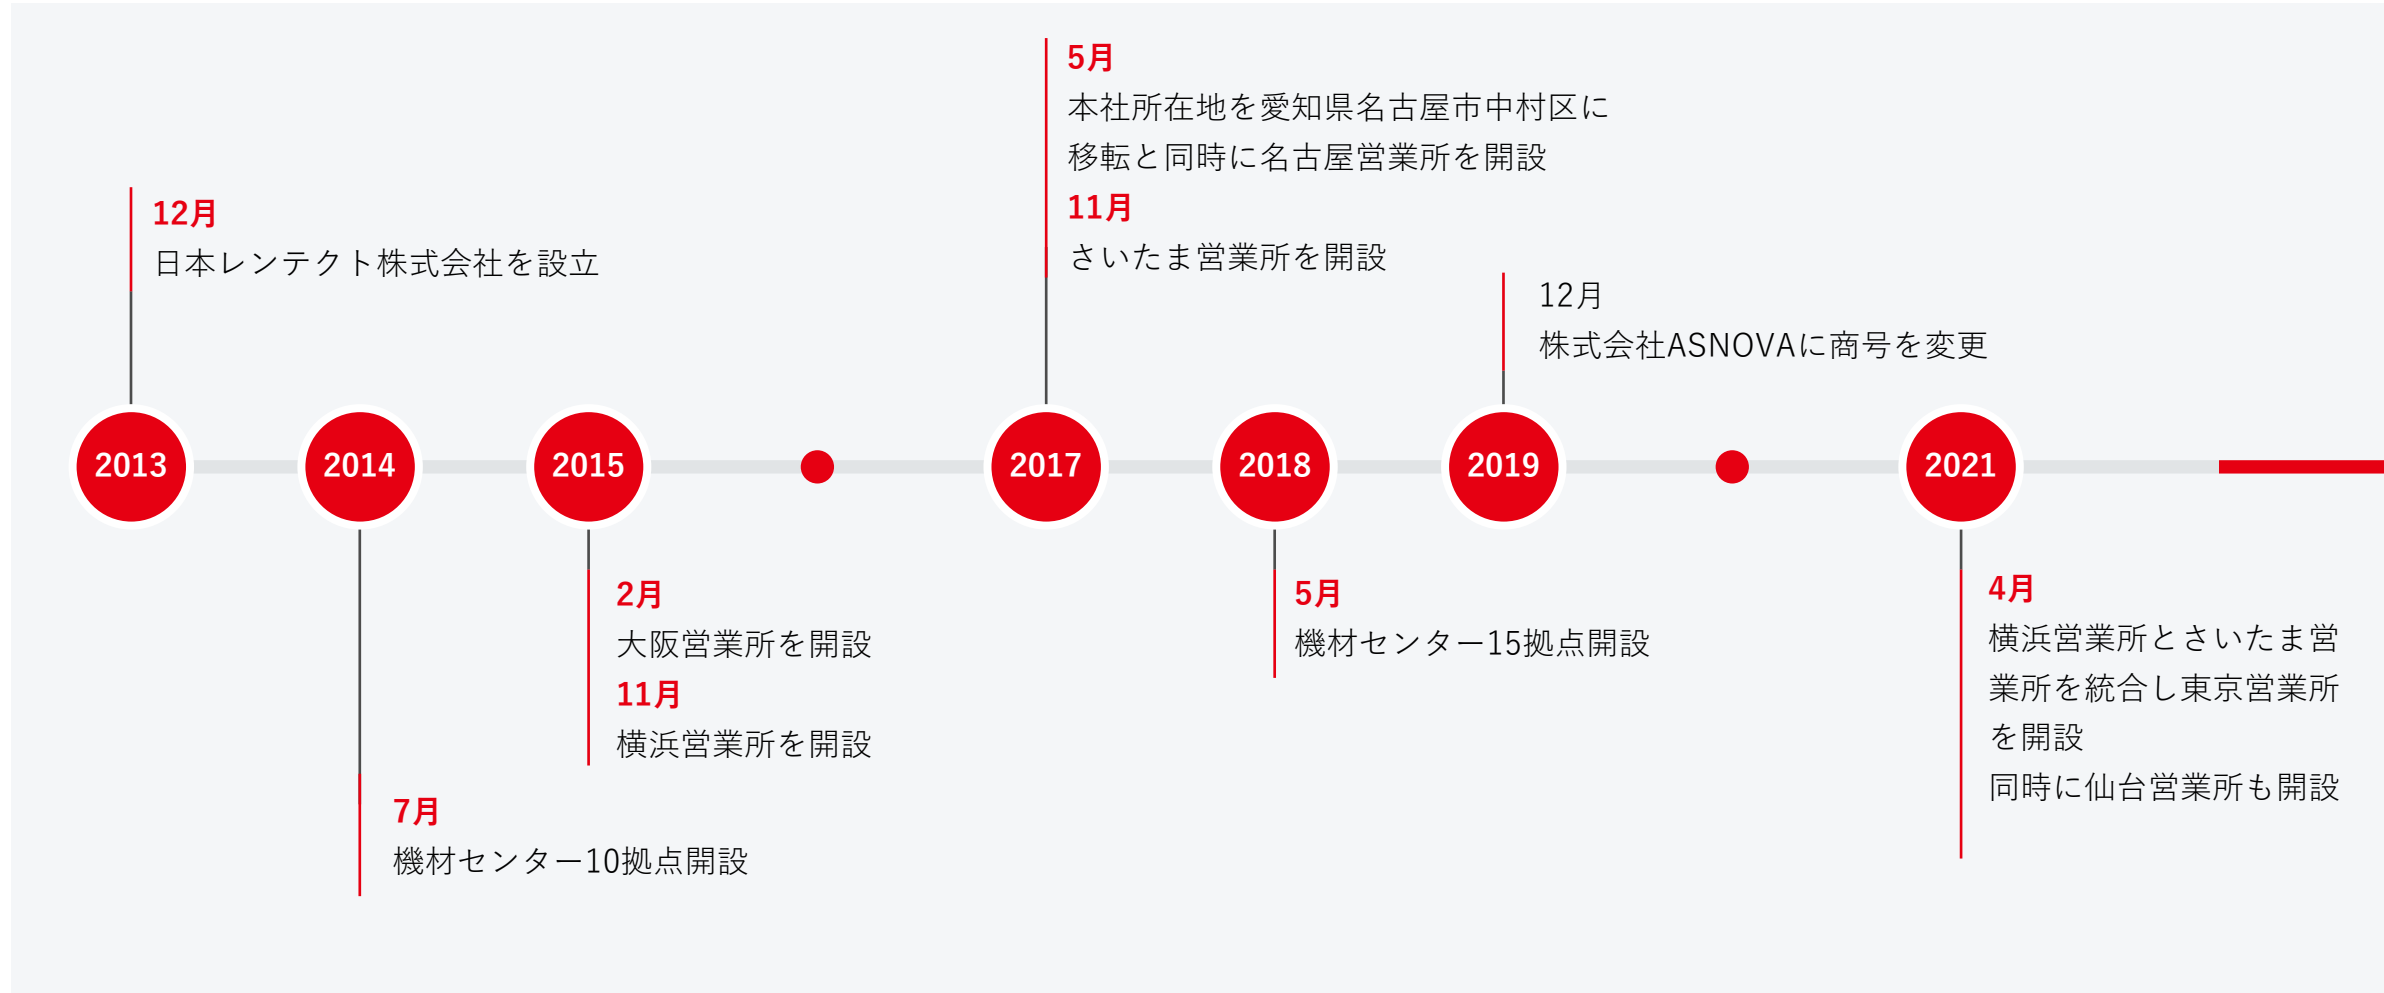 5月
本社所在地を愛知県名古屋市中村区に
移転と同時に名古屋営業所を開設
11月
さいたま営業所を開設
12月
日本レンテクト株式会社を設立
12月
株式会社ASNOVAに商号を変更
2013
2014
2015
2017
2018
2019
2021
2月
大阪営業所を開設
11月
横浜営業所を開設
7月
機材センター10拠点開設
5月
機材センター15拠点開設
4月
横浜営業所とさいたま営
業所を統合し東京営業所
を開設
同時に仙台営業所も開設